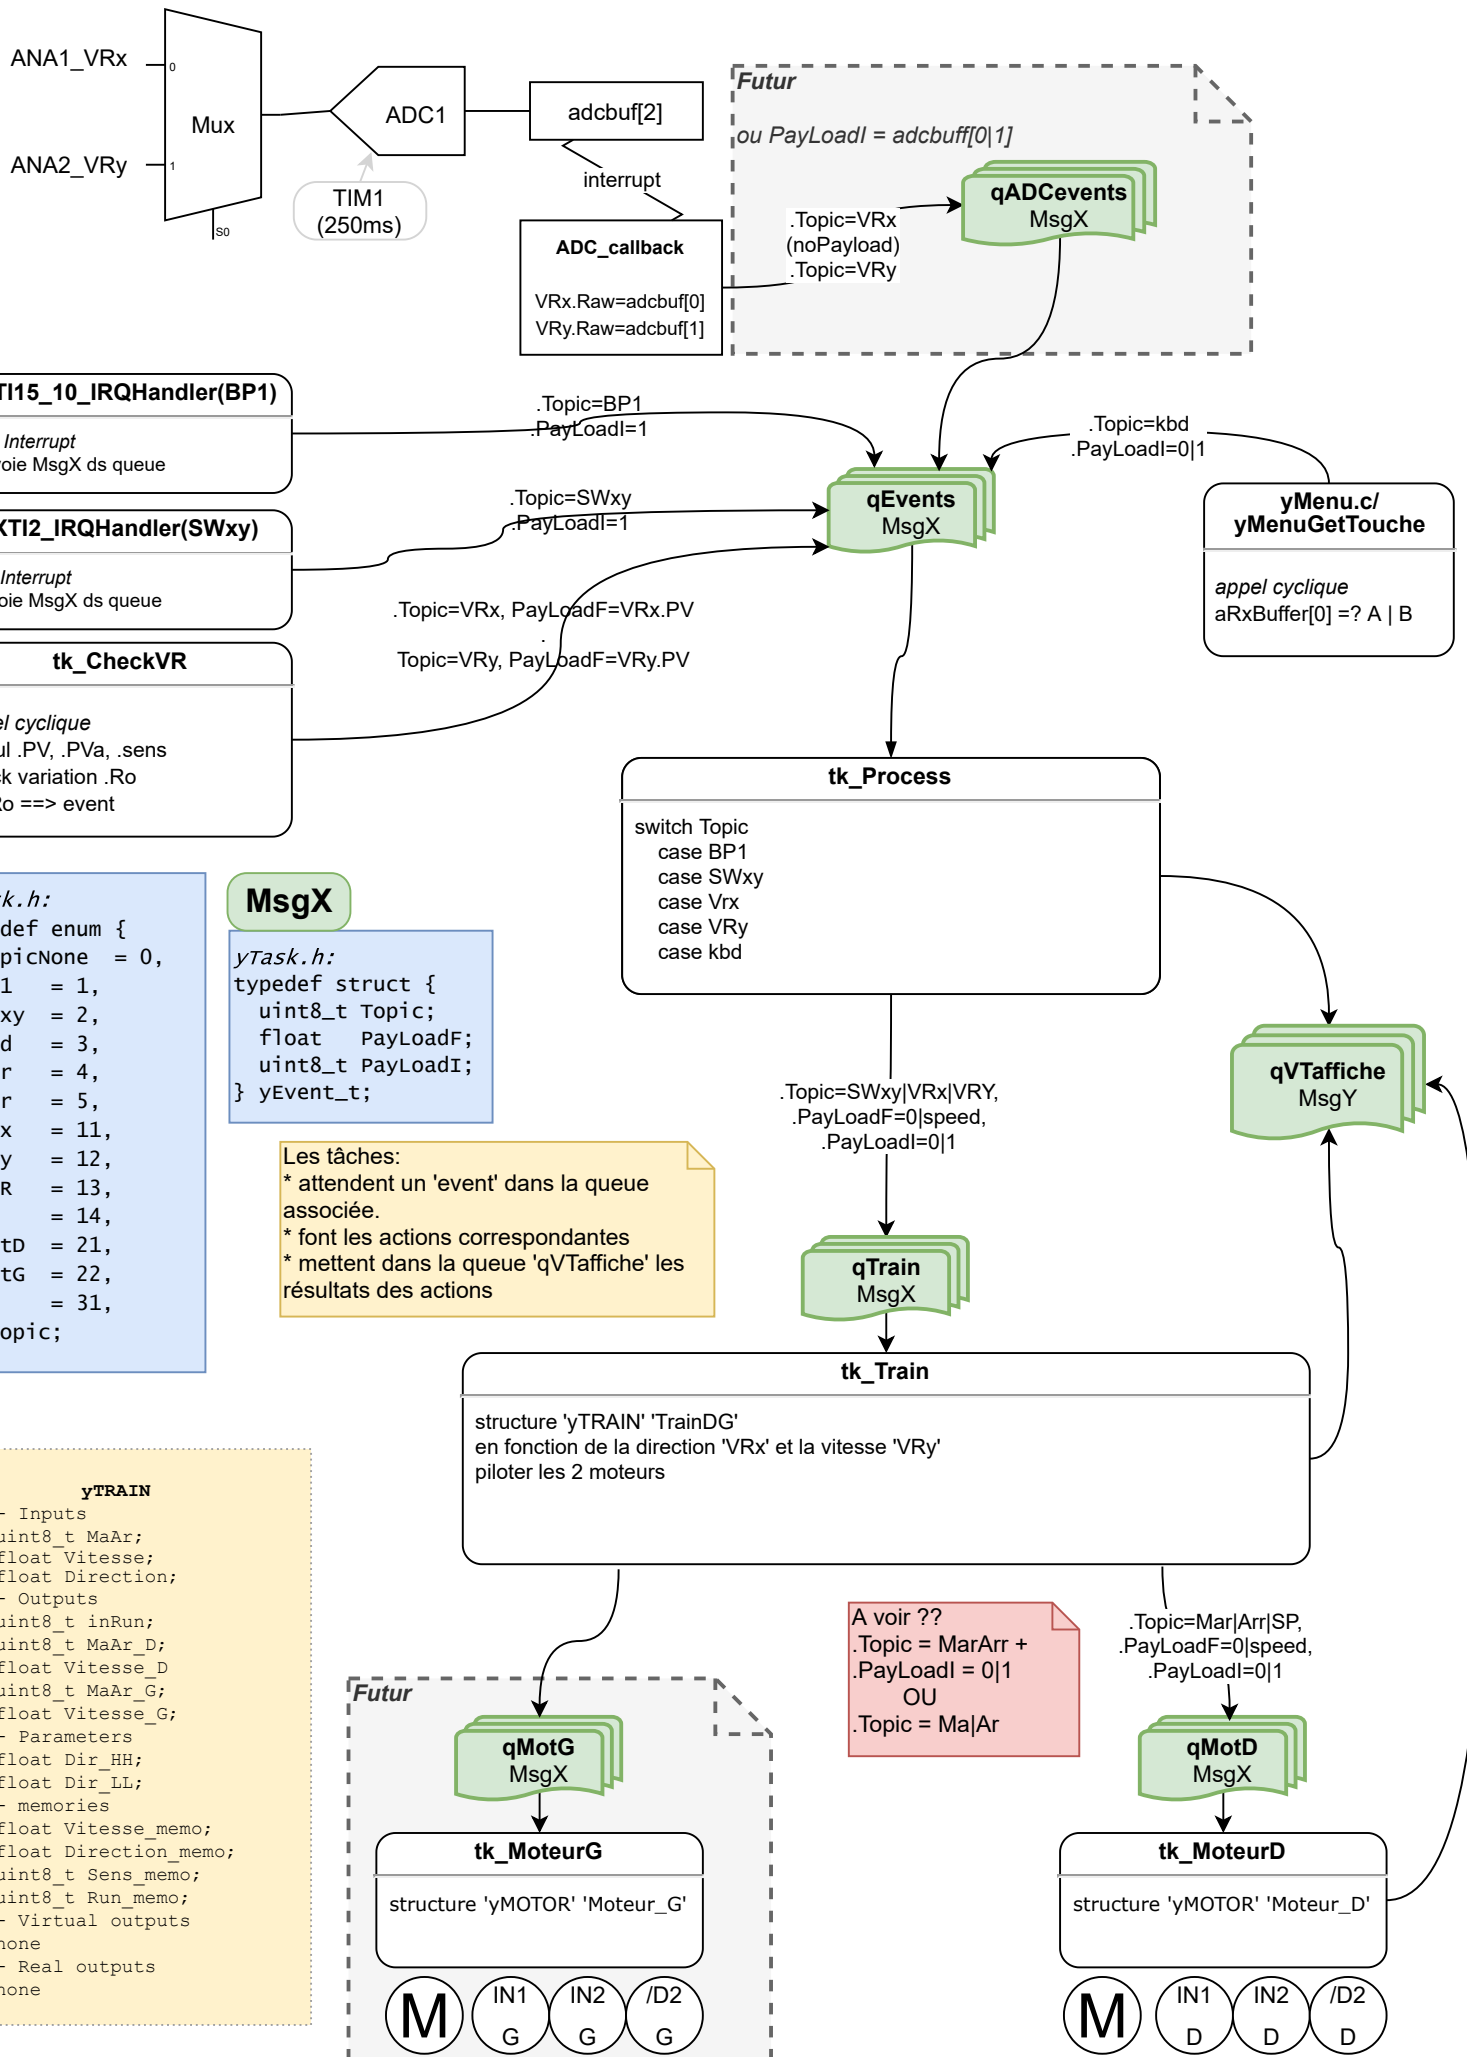 ANA1_VRx
0
Mux
ANA2_VRy
1
S0
ADC1
TIM1
(250ms)
adcbuf[2]
interrupt
ADC_callback
VRx.Raw=adcbuf[0]
VRy.Raw=adcbuf[1]
Futur
ou PayLoadI = adcbuff[0|1]
.Topic=VRx
(noPayload)
.Topic=VRy
qADCevents
MsgX
TI15_10_IRQHandler(BP1)
Interrupt
oie MsgX ds queue
.Topic=BP1
.PayLoadI=1
XTI2_IRQHandler(SWxy)
Interrupt
oie MsgX ds queue
.Topic=SWxy
.PayLoadI=1
tk_CheckVR
el cyclique
ul .PV, .PVa, .sens
k variation .Ro
Ro ==> event
.Topic=VRx, PayLoadF=VRx.PV
.
Topic=VRy, PayLoadF=VRy.PV
qEvents
MsgX
.Topic=kbd
.PayLoadI=0|1
yMenu.c/
yMenuGetTouche
appel cyclique
aRxBuffer[0] =? A | B
tk_Process
switch Topic
case BP1
case SWxy
case Vrx
case VRy
case kbd
k.h:
def enum {
picNone = 0,
1 = 1,
xy = 2,
d = 3,
r = 4,
r = 5,
x = 11,
y = 12,
R = 13,
= 14,
tD = 21,
tG = 22,
= 31,
opic;
MsgX
yTask.h:
typedef struct {
uint8_t Topic;
float PayLoadF;
uint8_t PayLoadI;
} yEvent_t;
Les tâches:
* attendent un 'event' dans la queue
associée.
* font les actions correspondantes
* mettent dans la queue 'qVTaffiche' les
résultats des actions
.Topic=SWxy|VRx|VRY,
.PayLoadF=0|speed,
.PayLoadI=0|1
qVTaffiche
MsgY
qTrain
MsgX
tk_Train
structure 'yTRAIN' 'TrainDG'
en fonction de la direction 'VRx' et la vitesse 'VRy'
piloter les 2 moteurs
yTRAIN
- Inputs
uint8_t MaAr;
float Vitesse;
float Direction;
- Outputs
uint8_t inRun;
uint8_t MaAr_D;
float Vitesse_D
uint8_t MaAr_G;
float Vitesse_G;
- Parameters
float Dir_HH;
float Dir_LL;
- memories
float Vitesse_memo;
float Direction_memo;
uint8_t Sens_memo;
uint8_t Run_memo;
- Virtual outputs
none
- Real outputs
none
A voir ??
.Topic = MarArr +
.PayLoadI = 0|1
OU
.Topic = Ma|Ar
.Topic=Mar|Arr|SP,
.PayLoadF=0|speed,
.PayLoadI=0|1
Futur
qMotG
MsgX
tk_MoteurG
structure 'yMOTOR' 'Moteur_G'
M
IN1
G
IN2
G
/D2
G
qMotD
MsgX
tk_MoteurD
structure 'yMOTOR' 'Moteur_D'
M
IN1
D
IN2
D
/D2
D